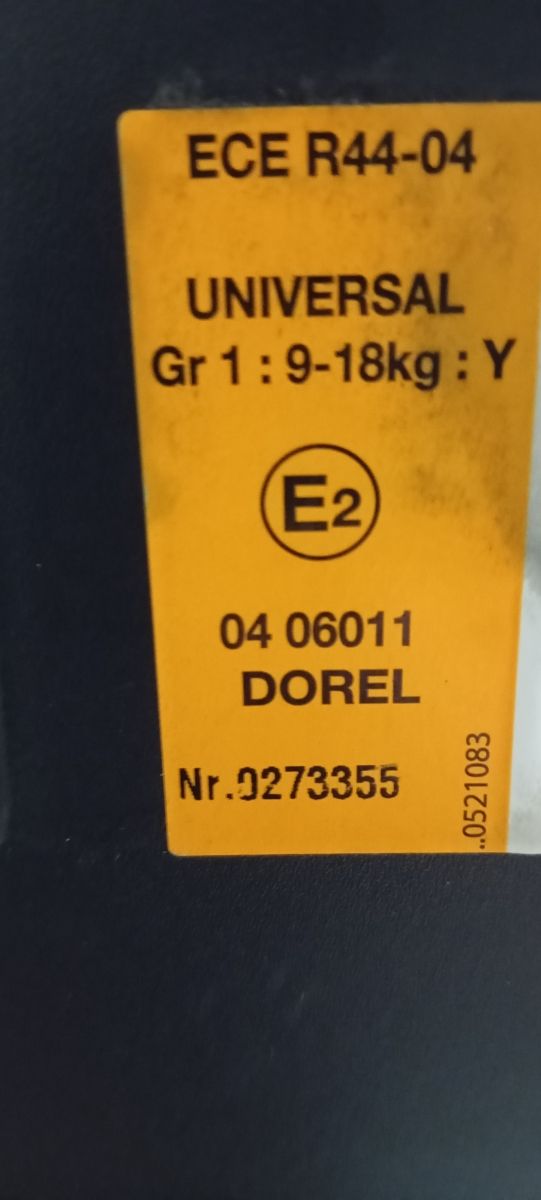 ECE R44-04
UNIVERSAL
Gr 1 : 9-18kg : Y
E2
04 06011
DOREL
Nr.0273355
..0521083